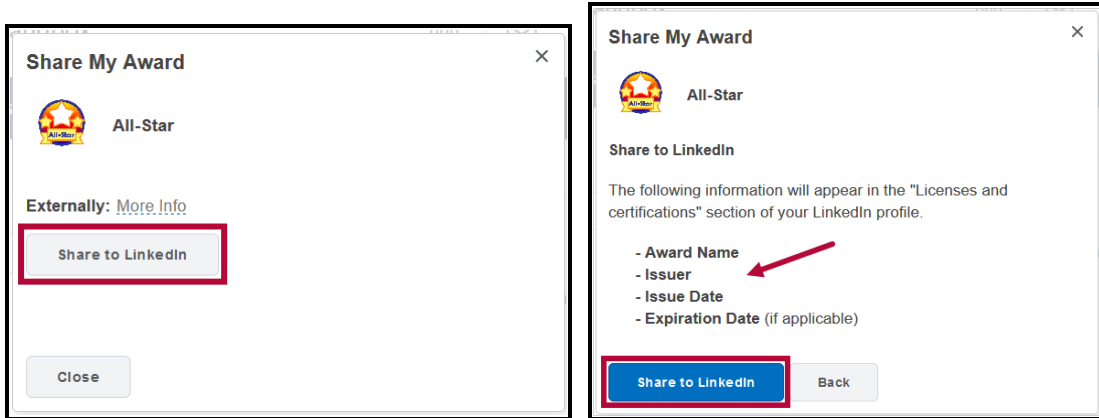 Share My Award
×
All-Star
All-Star
Externally: More Info
Share to LinkedIn
Close
Share My Award
×
All-Star
All-Star
Share to LinkedIn
The following information will appear in the "Licenses and
certifications" section of your LinkedIn profile.
- Award Name
- Issuer
- Issue Date
- Expiration Date (if applicable)
Share to LinkedIn Back